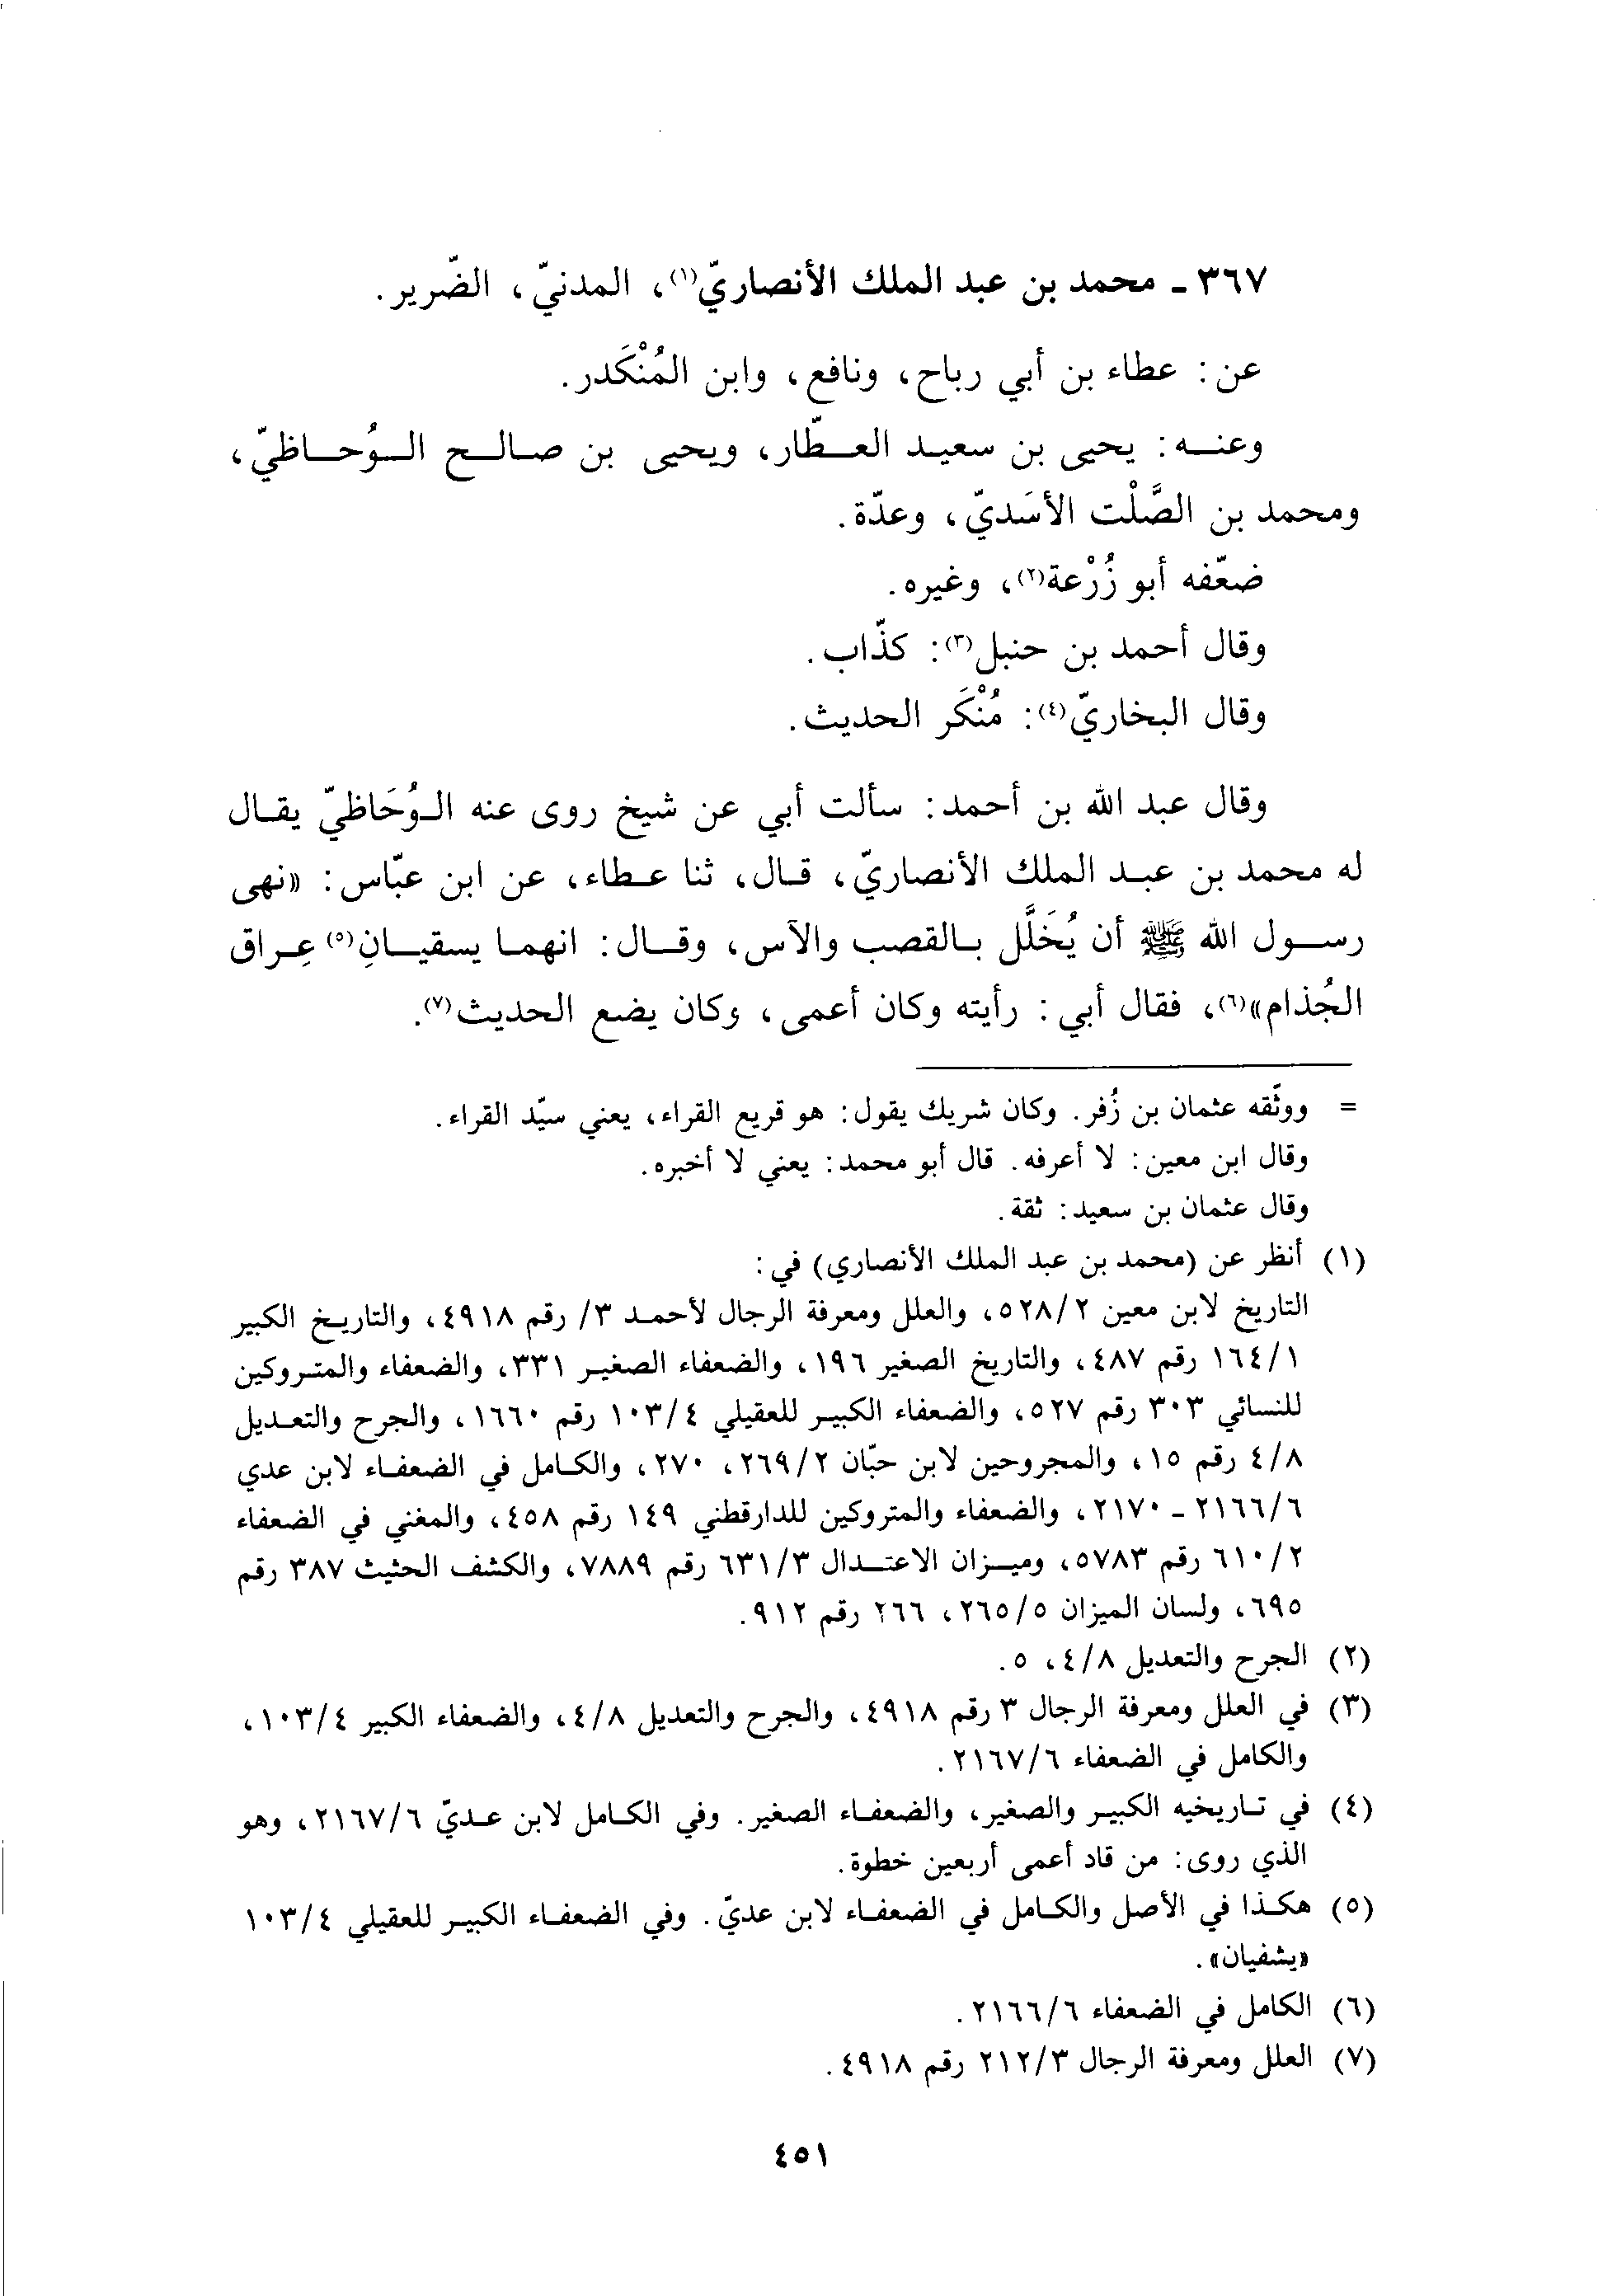 ٣٦٧ - محمد بن عبد الملك الأنصاريّ(١)، المدنيّ، الضّرير.
عن: عطاء بن أبي رباح، ونافع، وابن المُنْكَدر.
وعنه: يحيى بن سعيد العطّار، ويحيى بن صالح الوُحاظيّ،
ومحمد بن الصَّلْت الأسَديّ، وعدّة.
ضعّفه أبو زُرْعة(٢)، وغيره.
وقال أحمد بن حنبل(٣): كذّاب.
وقال البخاريّ(٤): مُنْكَر الحديث.
وقال عبد الله بن أحمد: سألت أبي عن شيخ روى عنه الوُحَاظيّ يقال
له محمد بن عبد الملك الأنصاريّ، قال، ثنا عطاء، عن ابن عبّاس: «نهى
رسول الله ﷺ أن يُخَلَّل بالقصب والآس، وقال: انهما يسقيانِ(٥) عِراق
الجُذام»(٦)، فقال أبي: رأيته وكان أعمى، وكان يضع الحديث(٧).
= ووثّقه عثمان بن زُفر. وكان شريك يقول: هو قريع القراء، يعني سيّد القراء.
وقال ابن معين: لا أعرفه. قال أبو محمد: يعني لا أخبره.
وقال عثمان بن سعيد: ثقة.
(١) أنظر عن (محمد بن عبد الملك الأنصاري) في:
التاريخ لابن معين ٥٢٨/٢، والعلل ومعرفة الرجال لأحمد ٣/ رقم ٤٩١٨، والتاريخ الكبير
١٦٤/١ رقم ٤٨٧، والتاريخ الصغير ١٩٦، والضعفاء الصغير ٣٣١، والضعفاء والمتروكين
للنسائي ٣٠٣ رقم ٥٢٧، والضعفاء الكبير للعقيلي ١٠٣/٤ رقم ١٦٦٠، والجرح والتعديل
٤/٨ رقم ١٥، والمجروحين لابن حبّان ٢٦٩/٢، ٢٧٠، والكامل في الضعفاء لابن عدي
٢١٦٦/٦ - ٢١٧٠، والضعفاء والمتروكين للدارقطني ١٤٩ رقم ٤٥٨، والمغني في الضعفاء
٦١٠/٢ رقم ٥٧٨٣، وميزان الاعتدال ٦٣١/٣ رقم ٧٨٨٩، والكشف الحثيث ٣٨٧ رقم
٦٩٥، ولسان الميزان ٢٦٥/٥، ٢٦٦ رقم ٩١٢.
(٢) الجرح والتعديل ٤/٨، ٥.
(٣) في العلل ومعرفة الرجال ٣ رقم ٤٩١٨، والجرح والتعديل ٤/٨، والضعفاء الكبير ١٠٣/٤،
والكامل في الضعفاء ٢١٦٧/٦.
(٤) في تاريخيه الكبير والصغير، والضعفاء الصغير. وفي الكامل لابن عديّ ٢١٦٧/٦، وهو
الذي روى: من قاد أعمى أربعين خطوة.
(٥) هكذا في الأصل والكامل في الضعفاء لابن عديّ. وفي الضعفاء الكبير للعقيلي ١٠٣/٤
«يشفيان».
(٦) الكامل في الضعفاء ٢١٦٦/٦.
(٧) العلل ومعرفة الرجال ٢١٢/٣ رقم ٤٩١٨.
٤٥١